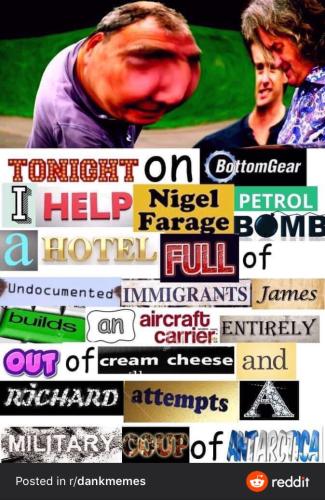 TONIGHT on BottomGear
I HELP Nigel Farage PETROL BOMB
a HOTEL FULL of
Undocumented IMMIGRANTS James
builds an aircraft carrier ENTIRELY
OUT of cream cheese and
RICHARD attempts A
MILITARY COUP of ANTARCTICA
Posted in r/dankmemes reddit